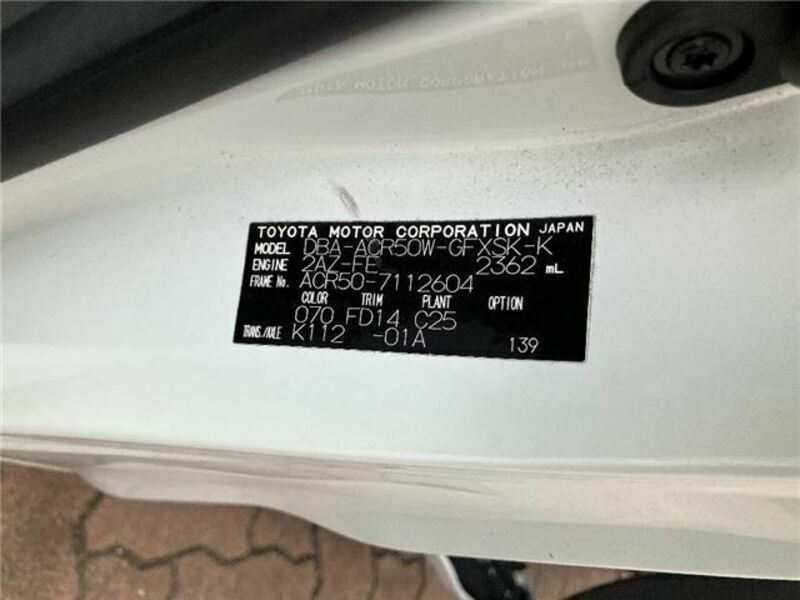 TOYOTA MOTOR CORPORATION JAPAN
MODEL DBA-ACR50W-GFXSK-K
ENGINE 2AZ-FE 2362 mL
FRAME No. ACR50-7112604
COLOR TRIM PLANT OPTION
070 FD14 C25
TRANS./AXLE K112 -01A 139